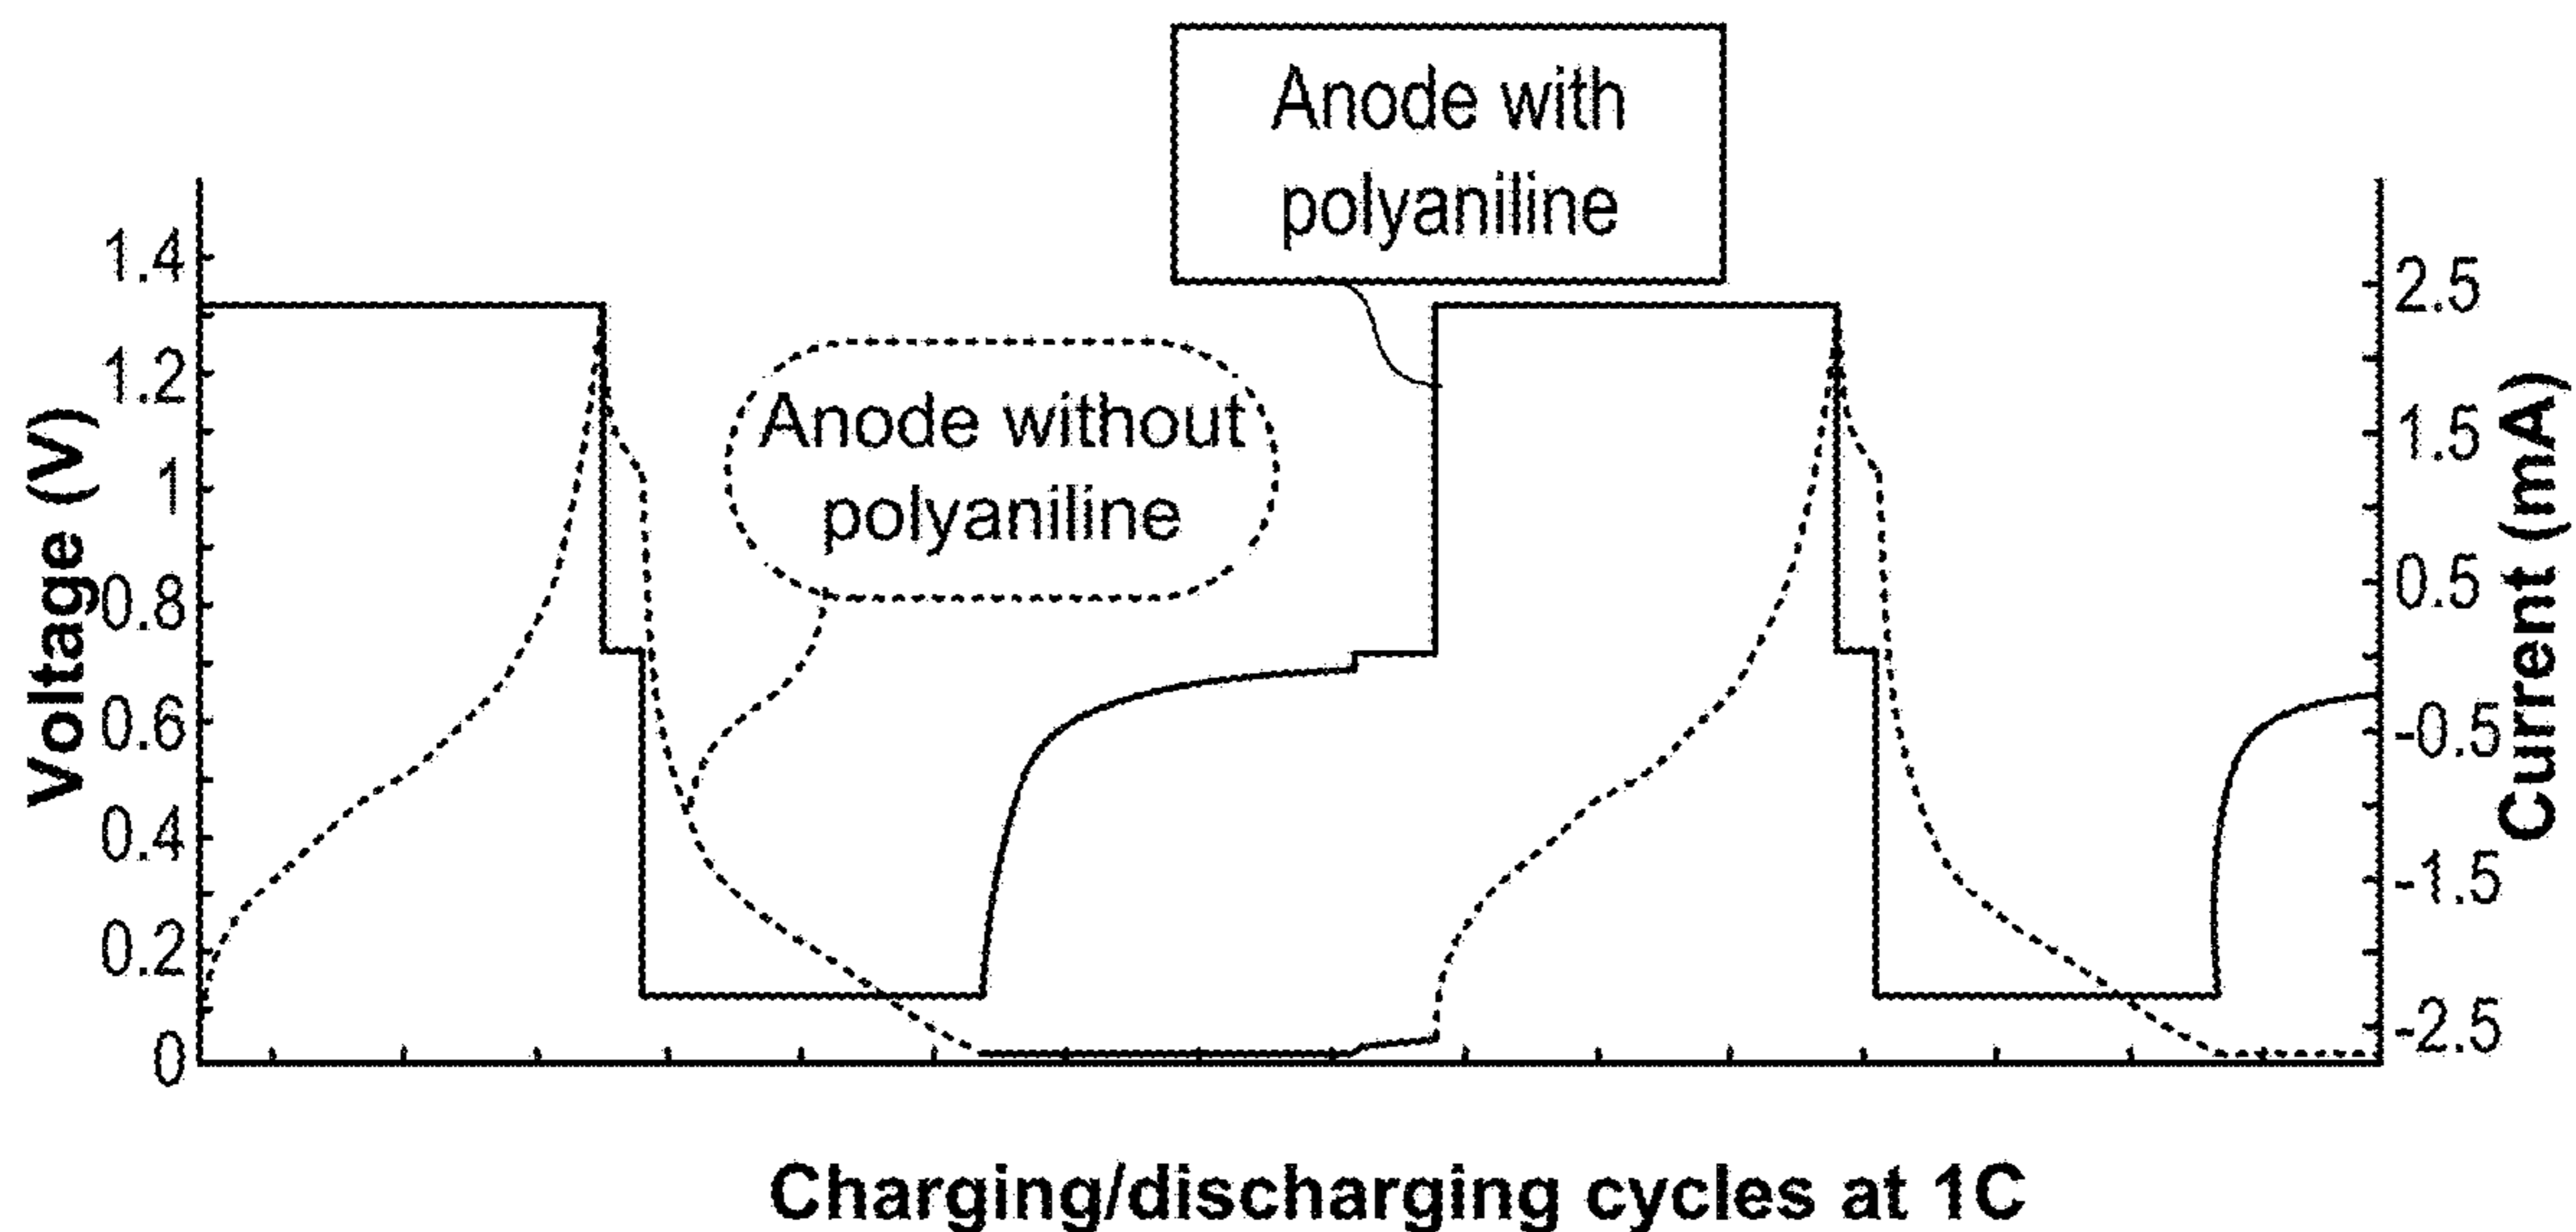 Anode with
polyaniline
Anode without
polyaniline
Voltage (V)
1.4
1.2
1
0.8
0.6
0.4
0.2
0
Current (mA)
2.5
1.5
0.5
-0.5
-1.5
-2.5
Charging/discharging cycles at 1C